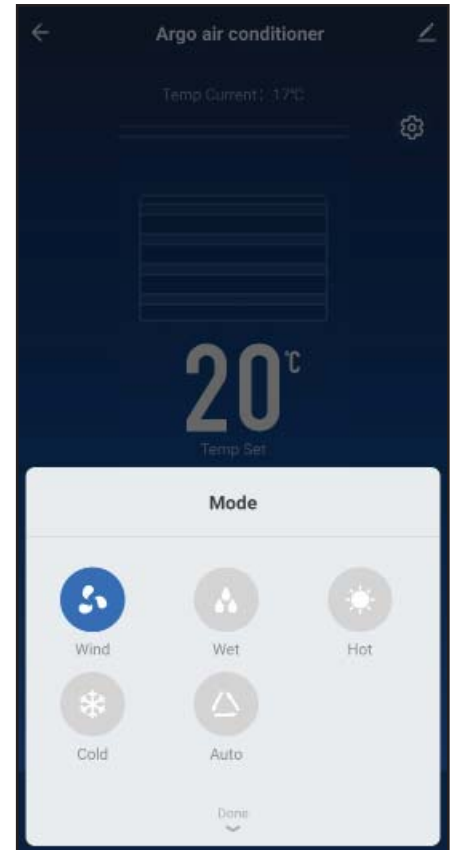 Argo air conditioner
Temp Current: 17°C
20°C
Temp Set
Mode
Wind Wet Hot
Cold Auto
Done